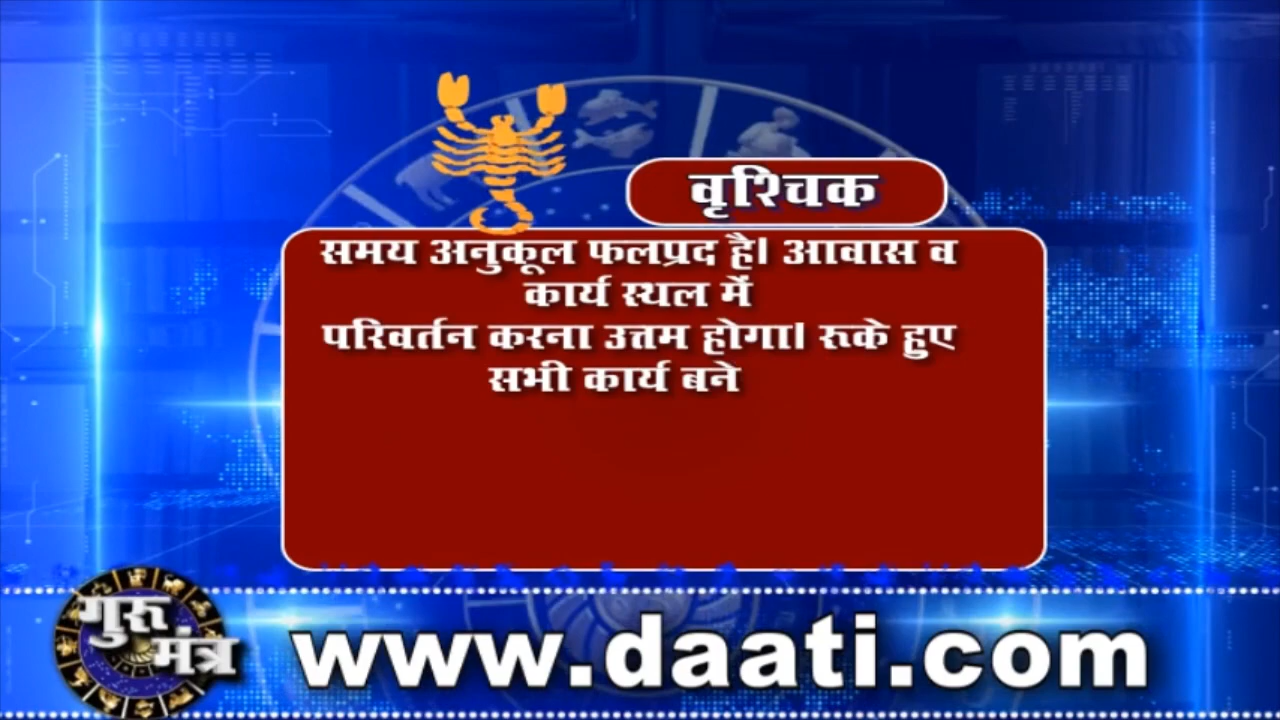 वृश्चिक
समय अनुकूल फलप्रद है। आवास व
कार्य स्थल में
परिवर्तन करना उत्तम होगा। रूके हुए
सभी कार्य बने
गुरु
मंत्र
www.daati.com